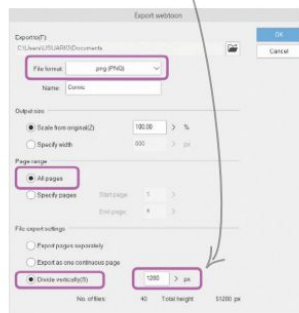 Export webtoon
Export to(F):
OK
C:\Users\USUARIO\Documents
Cancel
File format: png (PNG)
Name: Comic
Output size
Scale from original(Z) 100.00 > %
Specify width 800 > px
Page range
All pages
Specify pages Start page: 1 >
End page: 4 >
File export settings
Export pages separately
Export as one continuous page
Divide vertically(S) 1280 > px
No. of files: 40 Total height: 51200 px